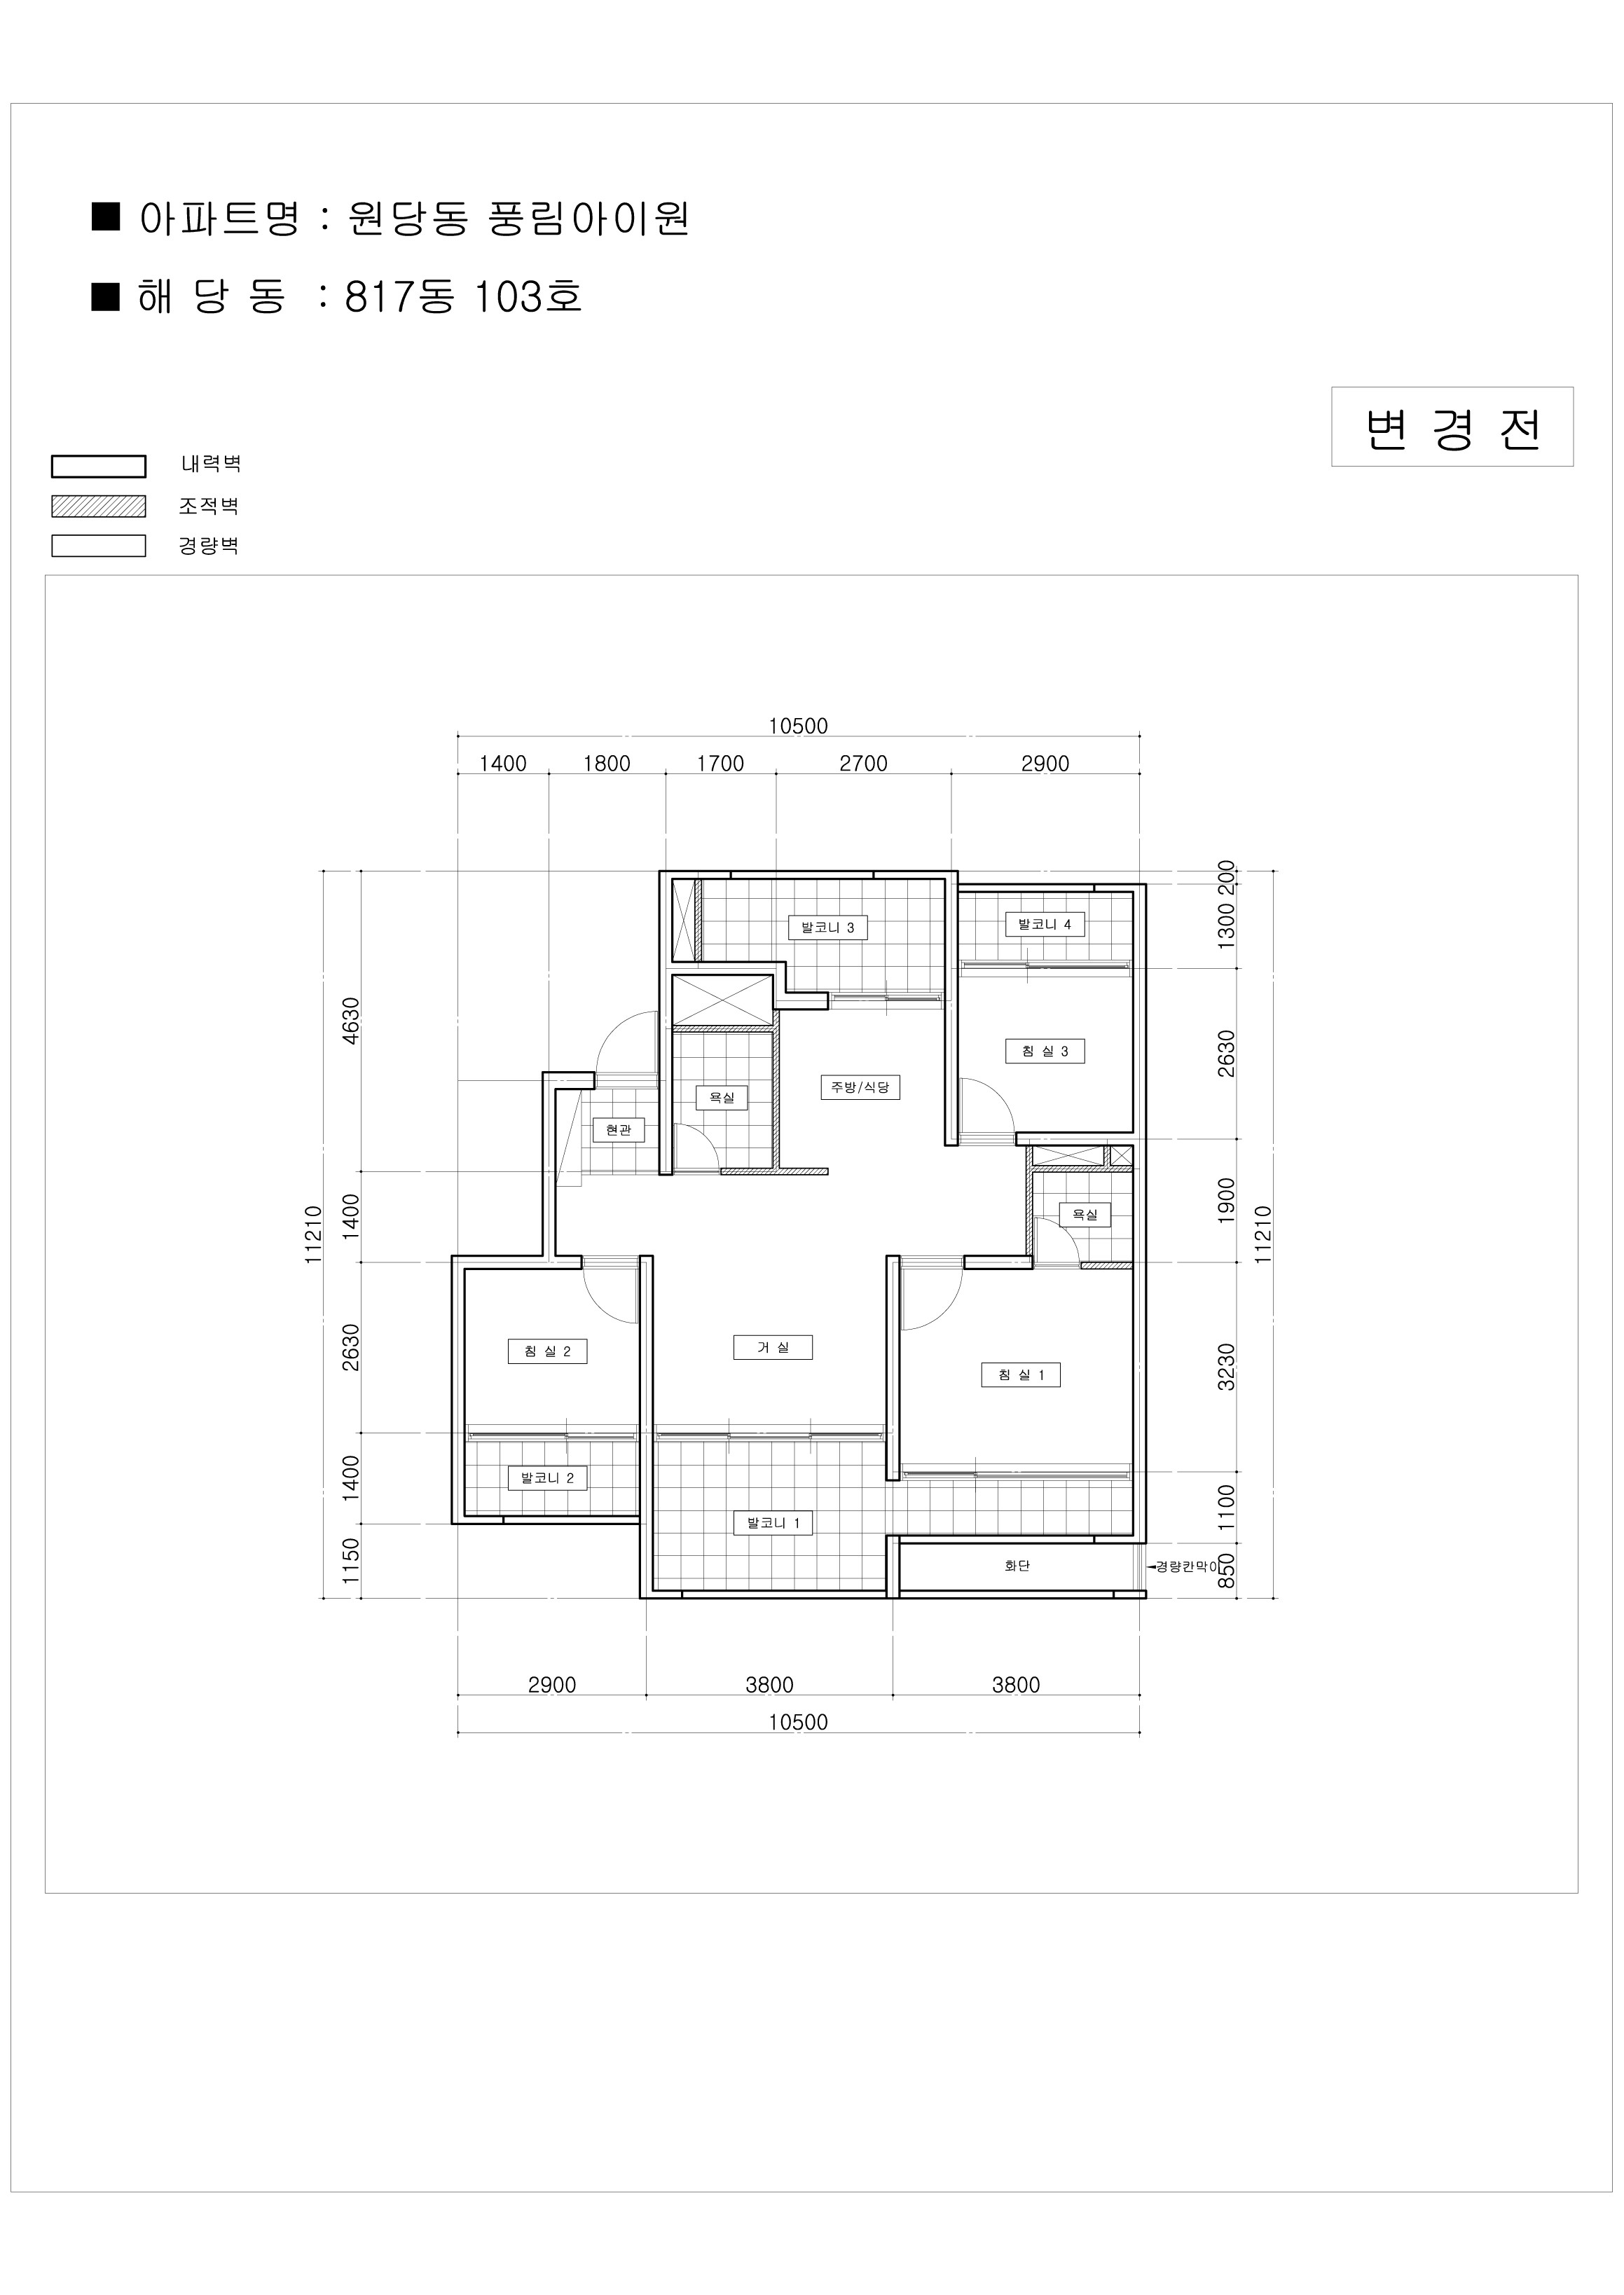 ■ 아파트명 : 원당동 풍림아이원
■ 해 당 동 : 817동 103호
변 경 전
내력벽
조적벽
경량벽
10500
1400 1800 1700 2700 2900
200
1300
발코니 3
발코니 4
4630
2630
침 실 3
주방/식당
욕실
현관
1400
11210
1900
11210
욕실
2630
침 실 2
거 실
3230
침 실 1
1400
발코니 2
1100
발코니 1
1150
화단
경량칸막이
850
2900 3800 3800
10500